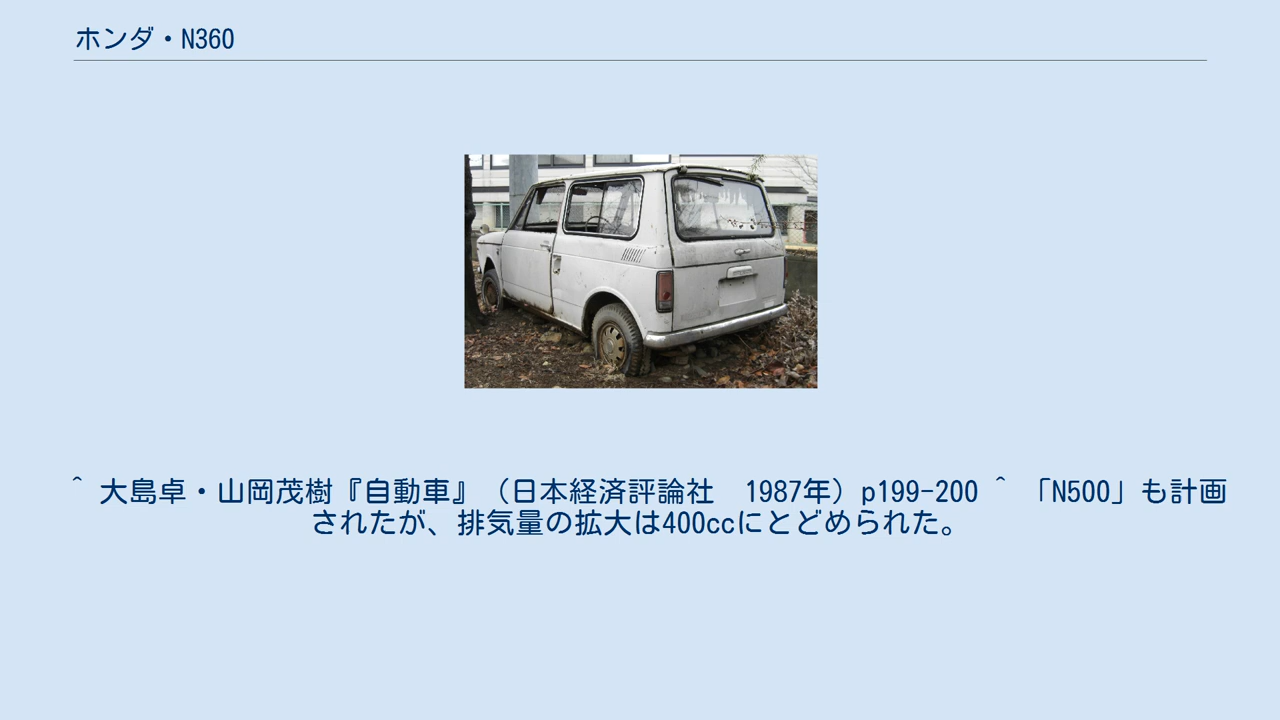 ホンダ・N360
^ 大島卓・山岡茂樹『自動車』（日本経済評論社　1987年）p199-200 ^ 「N500」も計画
されたが、排気量の拡大は400ccにとどめられた。